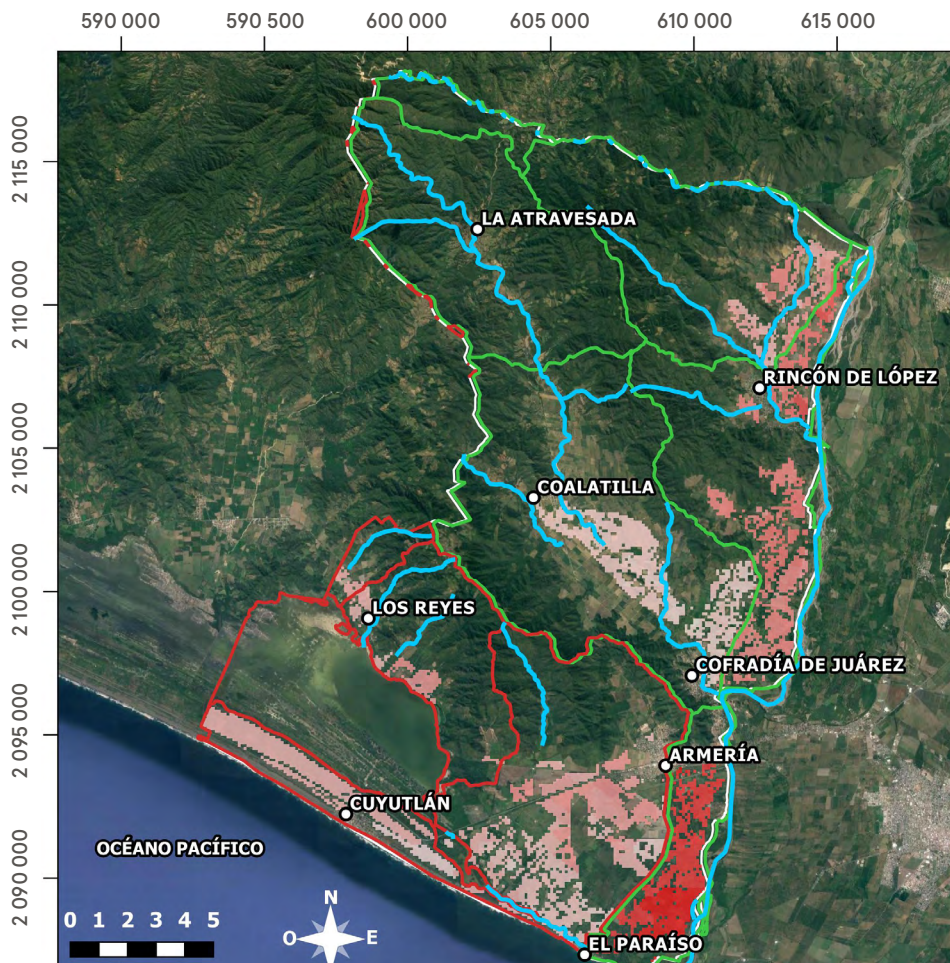 590 000 595 000 600 000 605 000 610 000 615 000
2 115 000
LA ATRAVESADA
2 110 000
RINCÓN DE LÓPEZ
2 105 000
COALATILLA
2 100 000
LOS REYES
COFRADÍA DE JUÁREZ
2 095 000
ARMERÍA
CUYUTLÁN
OCÉANO PACÍFICO
2 090 000
N
0 1 2 3 4 5
O E
EL PARAÍSO